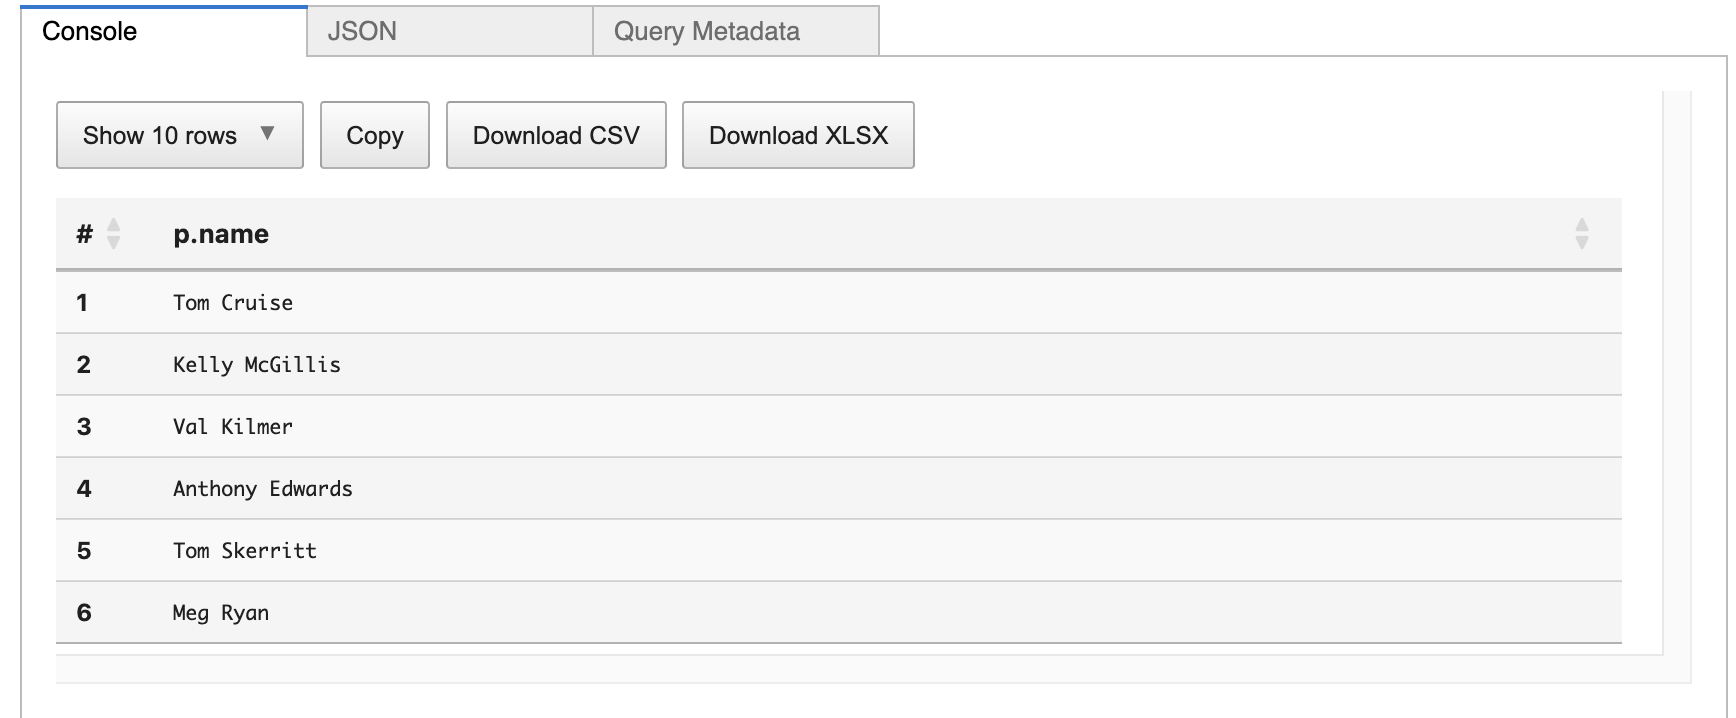 Console JSON Query Metadata
Show 10 rows ▼ Copy Download CSV Download XLSX
# p.name
1 Tom Cruise
2 Kelly McGillis
3 Val Kilmer
4 Anthony Edwards
5 Tom Skerritt
6 Meg Ryan